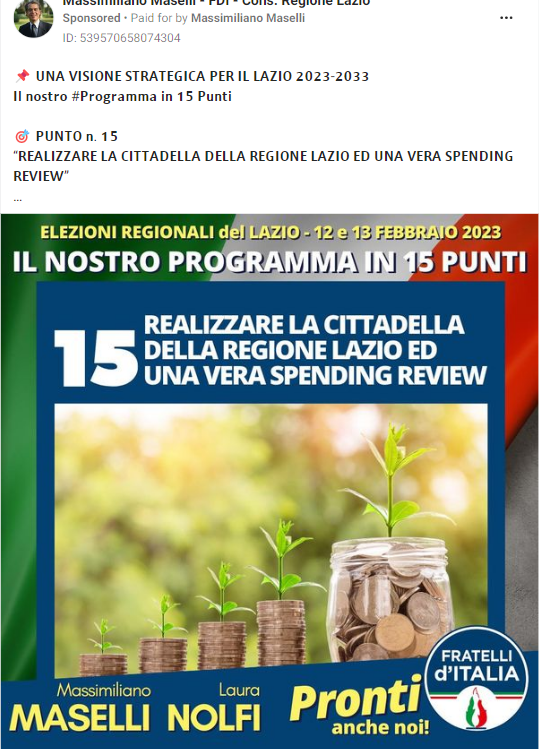 Massimiliano Maselli - FDI - Cons. Regione Lazio
Sponsored • Paid for by Massimiliano Maselli
ID: 539570658074304
📌 UNA VISIONE STRATEGICA PER IL LAZIO 2023-2033
Il nostro #Programma in 15 Punti
🎯 PUNTO n. 15
"REALIZZARE LA CITTADELLA DELLA REGIONE LAZIO ED UNA VERA SPENDING
REVIEW"
...
ELEZIONI REGIONALI del LAZIO - 12 e 13 FEBBRAIO 2023
IL NOSTRO PROGRAMMA IN 15 PUNTI
15
REALIZZARE LA CITTADELLA
DELLA REGIONE LAZIO ED
UNA VERA SPENDING REVIEW
Massimiliano
MASELLI
Laura
NOLFI
Pronti
anche noi!
FRATELLI
d'ITALIA